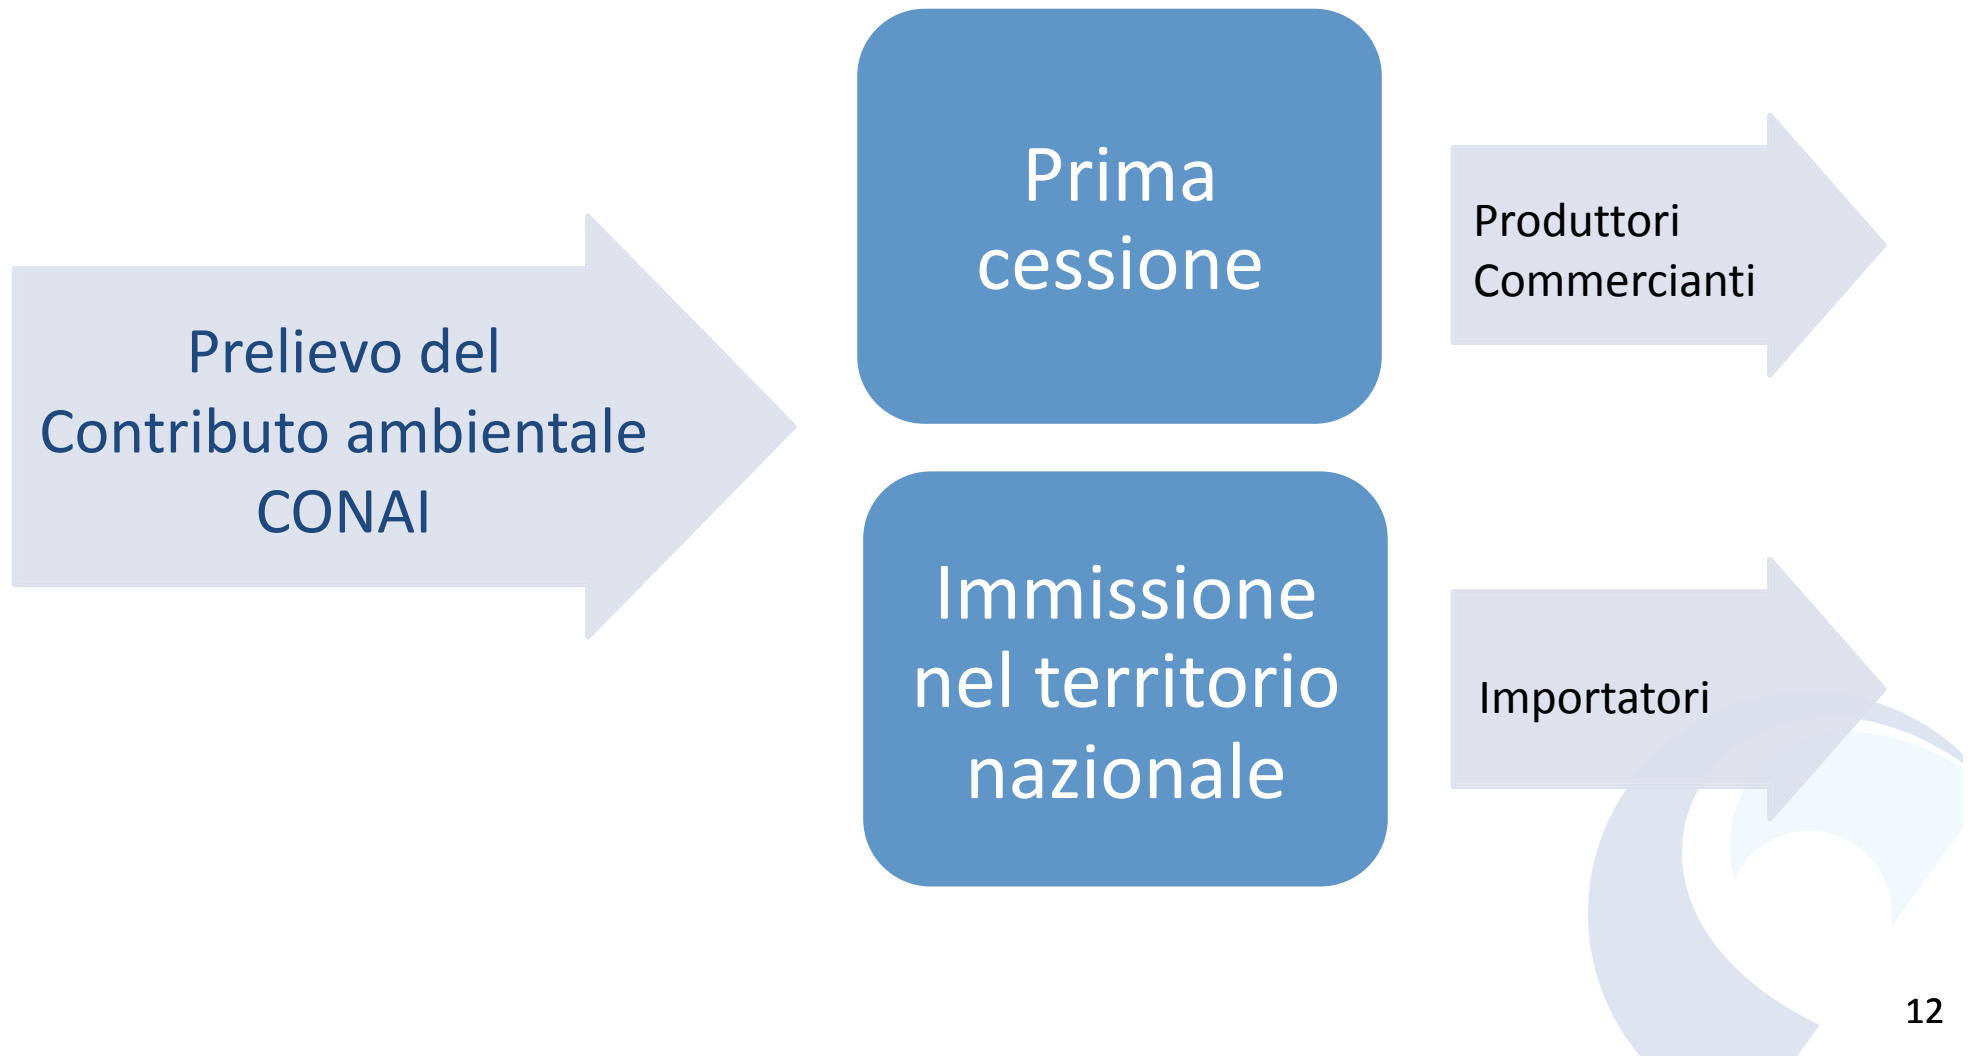 Prelievo del
Contributo ambientale
CONAI
Prima
cessione
Produttori
Commercianti
Immissione
nel territorio
nazionale
Importatori
12